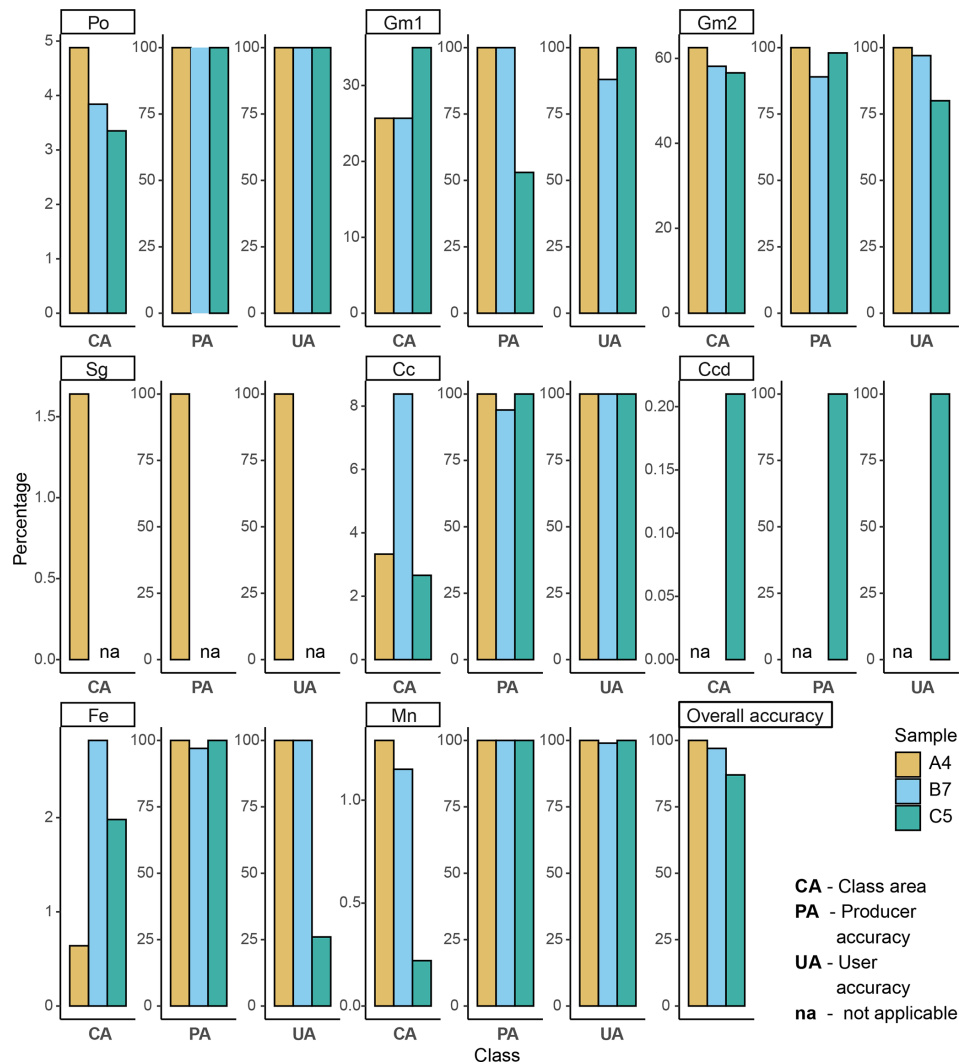 Po
Gm1
Gm2
5
4
3
2
1
0
CA
100
75
50
25
0
PA
100
75
50
25
0
UA
30
20
10
0
CA
100
75
50
25
0
PA
100
75
50
25
0
UA
60
40
20
0
CA
100
75
50
25
0
PA
100
75
50
25
0
UA
Percentage
Sg
Cc
Ccd
1.5
1.0
0.5
0.0
na
CA
100
75
50
25
0
na
PA
100
75
50
25
0
na
UA
8
6
4
2
0
CA
100
75
50
25
0
PA
100
75
50
25
0
UA
0.20
0.15
0.10
0.05
0.00
na
CA
100
75
50
25
0
na
PA
100
75
50
25
0
na
UA
Fe
Mn
Overall accuracy
2
1
0
CA
100
75
50
25
0
PA
100
75
50
25
0
UA
1.0
0.5
0.0
CA
100
75
50
25
0
PA
100
75
50
25
0
UA
100
75
50
25
0
Class
Sample
A4
B7
C5
CA - Class area
PA - Producer
accuracy
UA - User
accuracy
na - not applicable